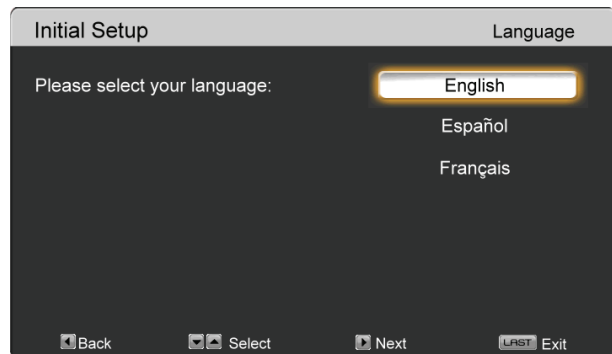 Initial Setup Language
Please select your language: English
Español
Français
Back Select Next LAST Exit